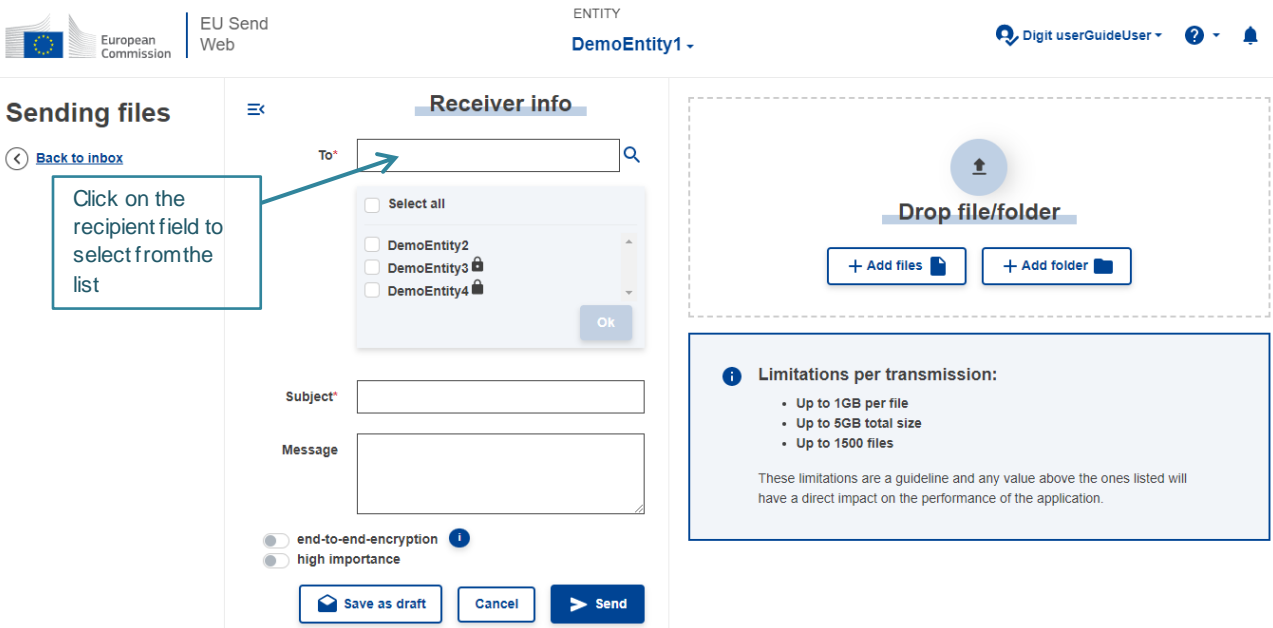 European
Commission
EU Send
Web
ENTITY
DemoEntity1
Digit userGuideUser
?
Sending files
Back to inbox
Click on the
recipient field to
select from the
list
Receiver info
To*
Select all
DemoEntity2
DemoEntity3
DemoEntity4
Ok
Subject*
Message
end-to-end-encryption i
high importance
Save as draft
Cancel
Send
Drop file/folder
+ Add files
+ Add folder
i Limitations per transmission:
• Up to 1GB per file
• Up to 5GB total size
• Up to 1500 files
These limitations are a guideline and any value above the ones listed will
have a direct impact on the performance of the application.